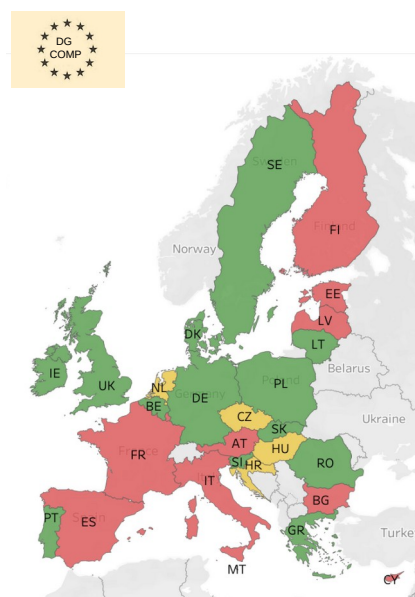 DG
COMP
Sweden
SE
Finland
FI
Norway
EE
LV
DK
LT
IE
Belarus
UK
NL
Germany
Poland
PL
BE
DE
CZ
Ukraine
SK
France
FR
AT
HU
SI
HR
RO
IT
BG
PT
Spain
ES
GR
Turke
MT
CY